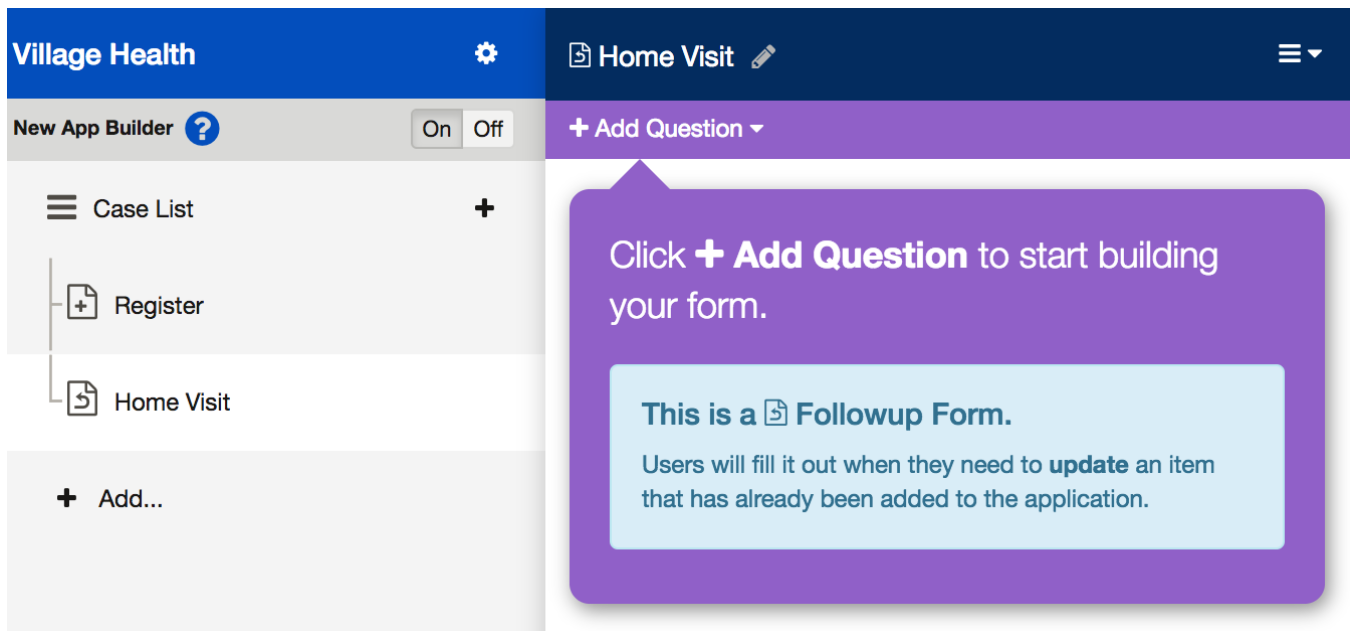 Village Health
New App Builder
On Off
Case List
Register
Home Visit
Add...
Home Visit
Add Question
Click + Add Question to start building
your form.
This is a Followup Form.
Users will fill it out when they need to update an item
that has already been added to the application.